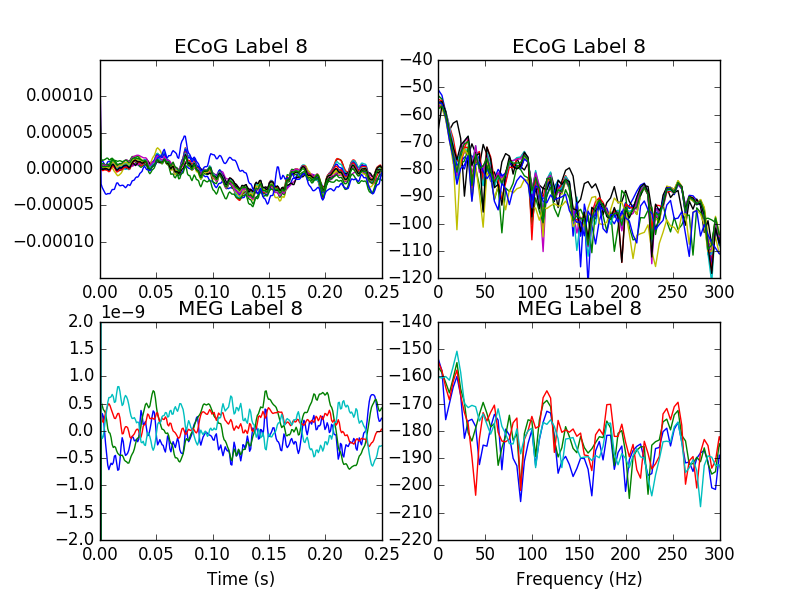 ECoG Label 8
0.00010
0.00005
0.00000
−0.00005
−0.00010
0.00 0.05 0.10 0.15 0.20 0.25
ECoG Label 8
−40
−50
−60
−70
−80
−90
−100
−110
−120
0 50 100 150 200 250 300
MEG Label 8
1e−9
2.0
1.5
1.0
0.5
0.0
−0.5
−1.0
−1.5
−2.0
0.00 0.05 0.10 0.15 0.20 0.25
Time (s)
MEG Label 8
−140
−150
−160
−170
−180
−190
−200
−210
−220
0 50 100 150 200 250 300
Frequency (Hz)